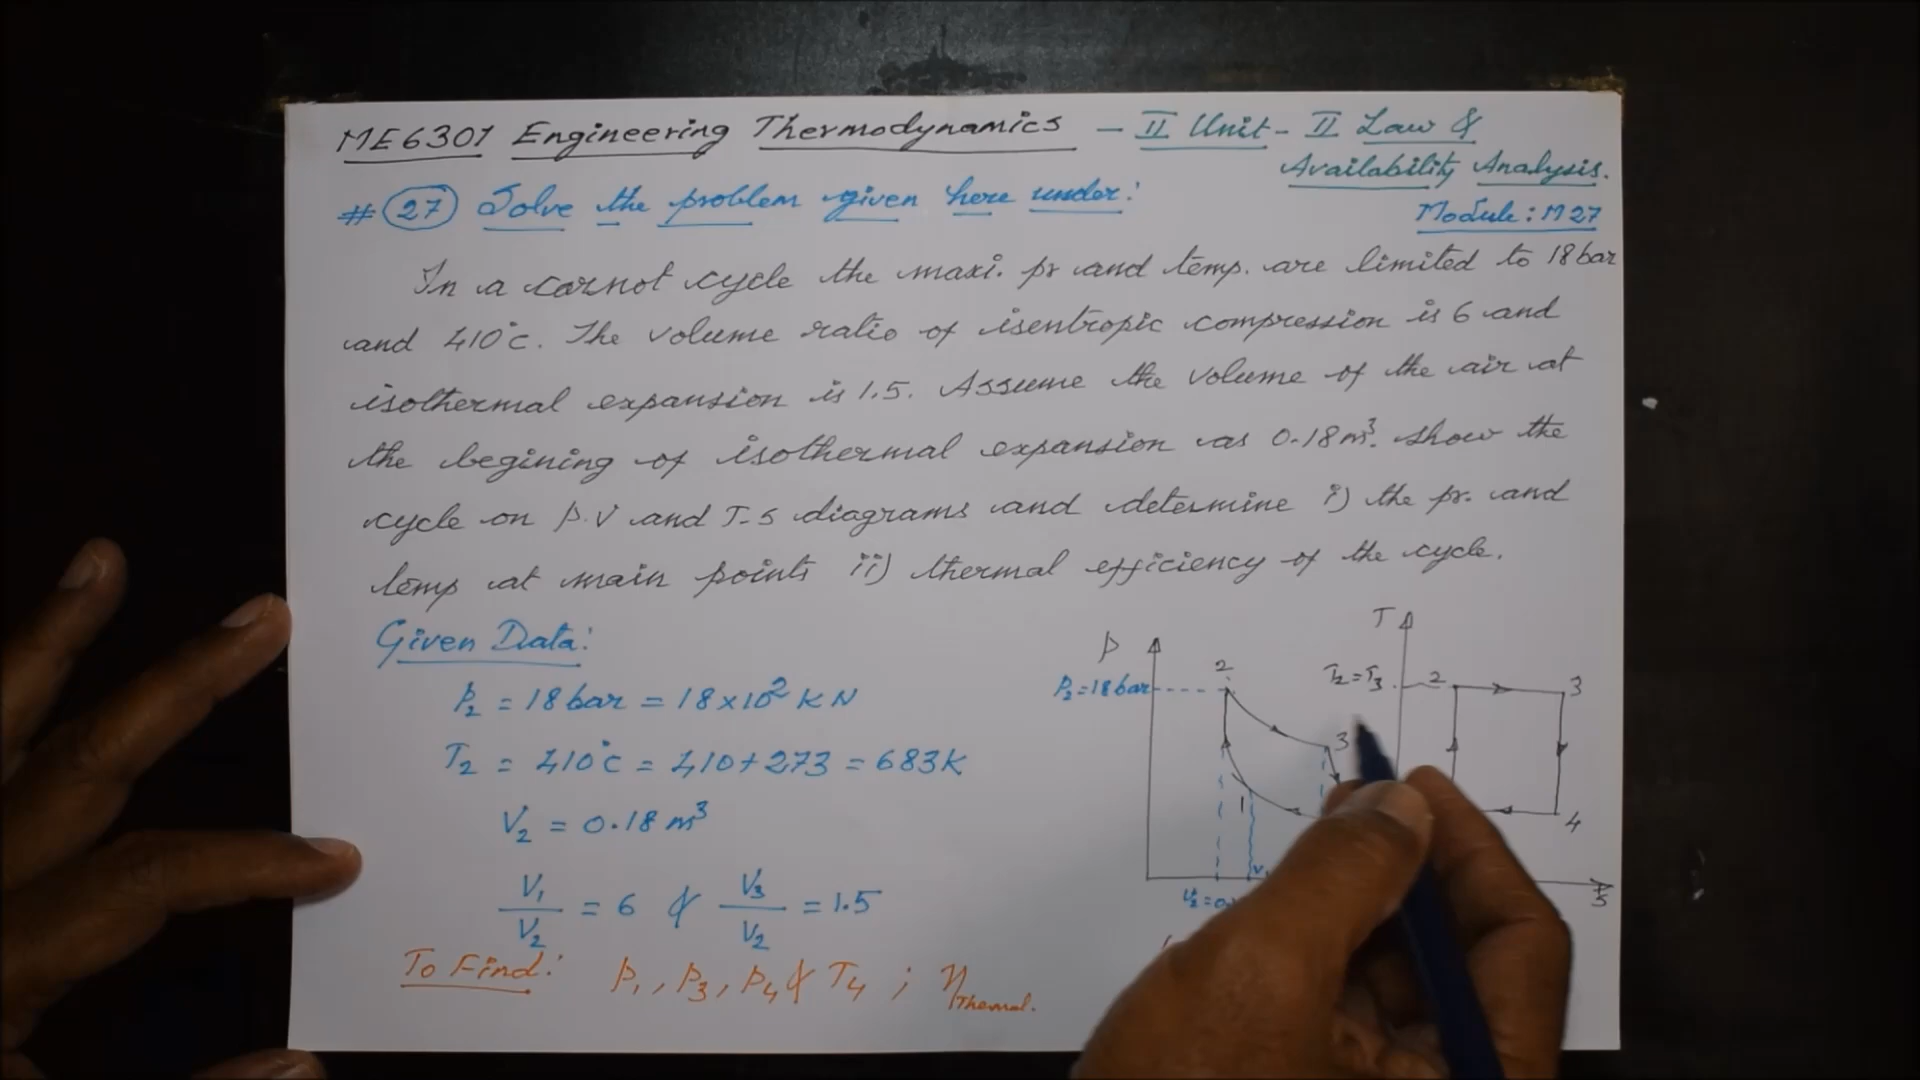 ME6301 Engineering Thermodynamics - II Unit - II Law &
Availability Analysis.
# 27 Solve the problem given here under:
Module: M27
In a carnot cycle the maxi. pr and temp. are limited to 18 bar
and 410°c. The volume ratio of isentropic compression is 6 and
isothermal expansion is 1.5. Assume the volume of the air at
the begining of isothermal expansion as 0.18m³. show the
cycle on p.v and T-s diagrams and determine i) the pr. and
temp at main points ii) thermal efficiency of the cycle.
Given Data:
P₂ = 18 bar = 18×10² KN
T₂ = 410°c = 410+273 = 683K
V₂ = 0.18 m³
V₁/V₂ = 6 & V₃/V₂ = 1.5
To Find: P₁, P₃, P₄ & T₄ ; η Thermal.
P
P₂=18bar
2
3
1
T
T₂=T₃
2
3
4
s